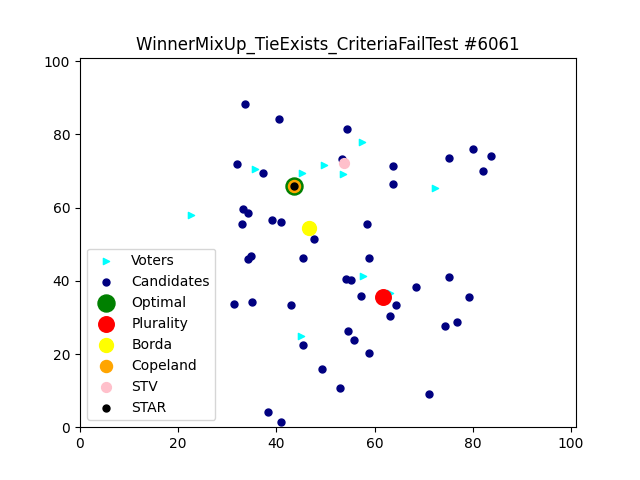 WinnerMixUp_TieExists_CriteriaFailTest #6061
100
80
60
40
20
0
Voters
Candidates
Optimal
Plurality
Borda
Copeland
STV
STAR
0 20 40 60 80 100